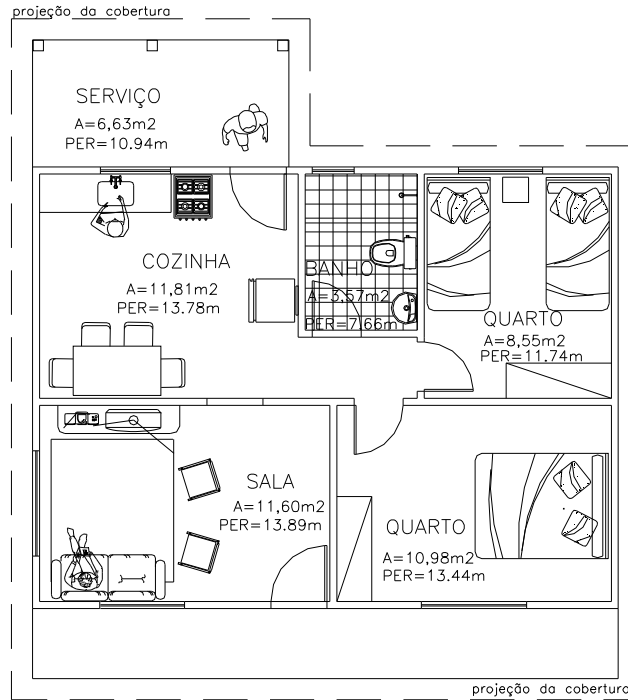 projeção da cobertura
SERVIÇO
A=6,63m2
PER=10.94m
COZINHA
A=11,81m2
PER=13.78m
BANHO
A=3,57m2
PER=7.66m
QUARTO
A=8,55m2
PER=11.74m
SALA
A=11,60m2
PER=13.89m
QUARTO
A=10,98m2
PER=13.44m
projeção da cobertura